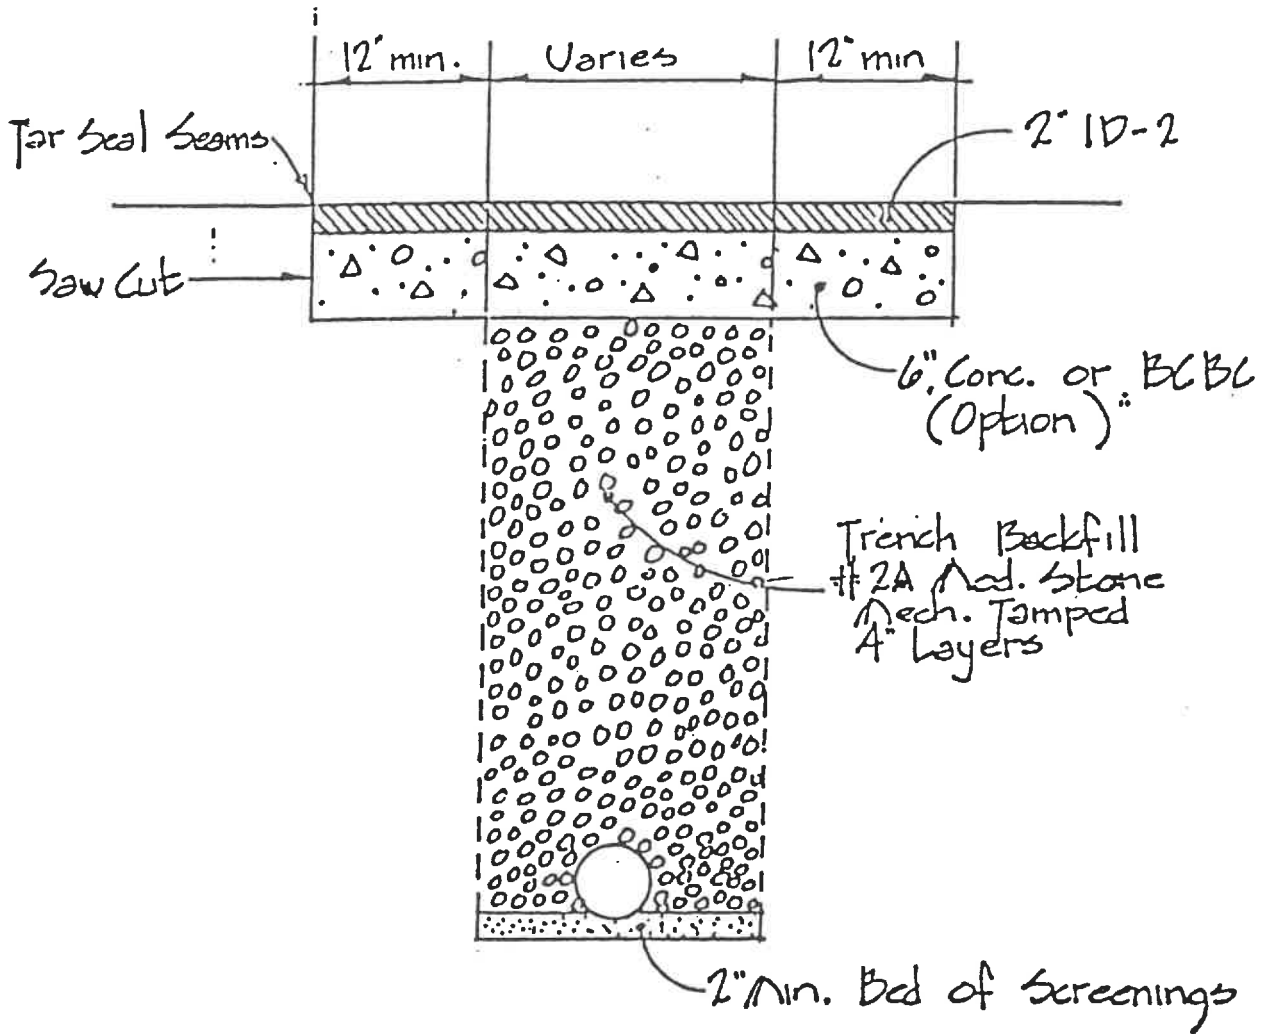 12" min.
Varies
12" min
Tar Seal Seams
2" ID-2
Saw Cut
6" Conc. or BCBC
(Option)
Trench Backfill
#2A Mod. Stone
Mech. Tamped
4" Layers
2" Min. Bed of Screenings